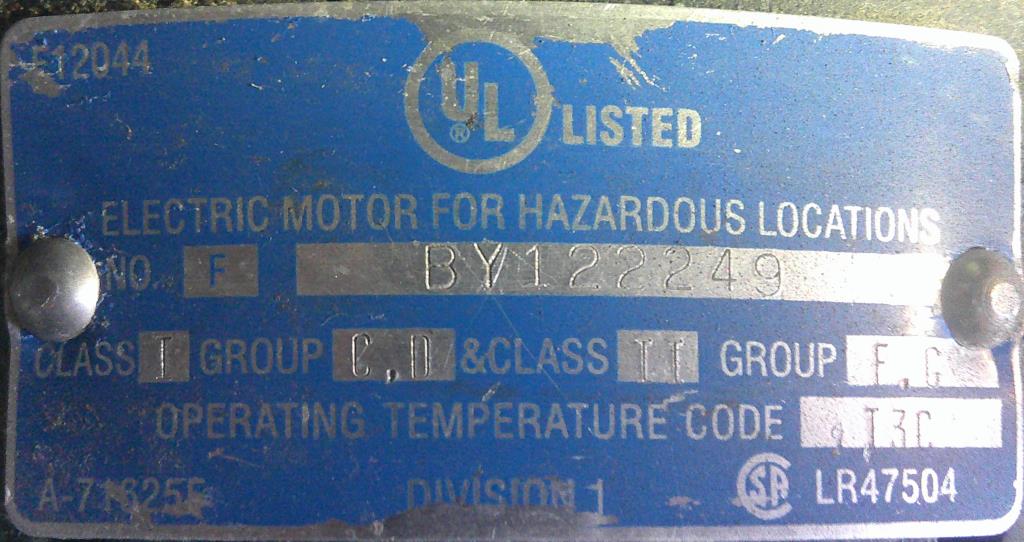 E12044
UL ® LISTED
ELECTRIC MOTOR FOR HAZARDOUS LOCATIONS
NO. F BY122249
CLASS I GROUP C,D & CLASS II GROUP F,G
OPERATING TEMPERATURE CODE T3C
DIVISION 1 SA LR47504